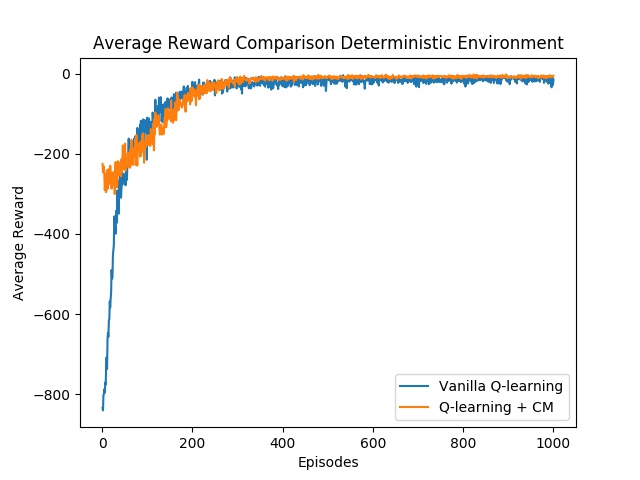 Average Reward Comparison Deterministic Environment
0
−200
−400
−600
−800
Average Reward
0 200 400 600 800 1000
Episodes
Vanilla Q-learning
Q-learning + CM